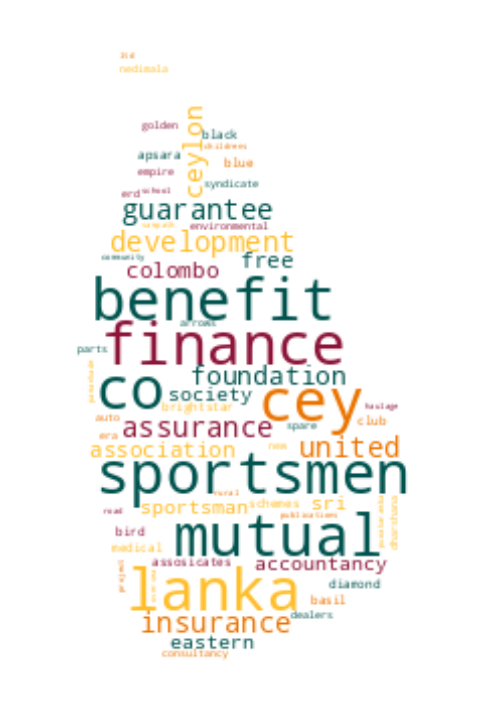 ltd
nedimala
golden
black
ceylon
childrens
apsara
blue
empire
syndicate
erd school
guarantee
environmental
development
free
community
colombo
benefit
arrows
finance
parts
foundation
co
society
cey
brightstar
haulage
auto
spare
club
assurance
era
new
united
association
sportsmen
rural
sportsman
schemes
sri
road
publications
dharshana
mutual
bird
medical
assosicates
accountancy
project
lanka
diamond
basil
dealers
insurance
eastern
consultancy